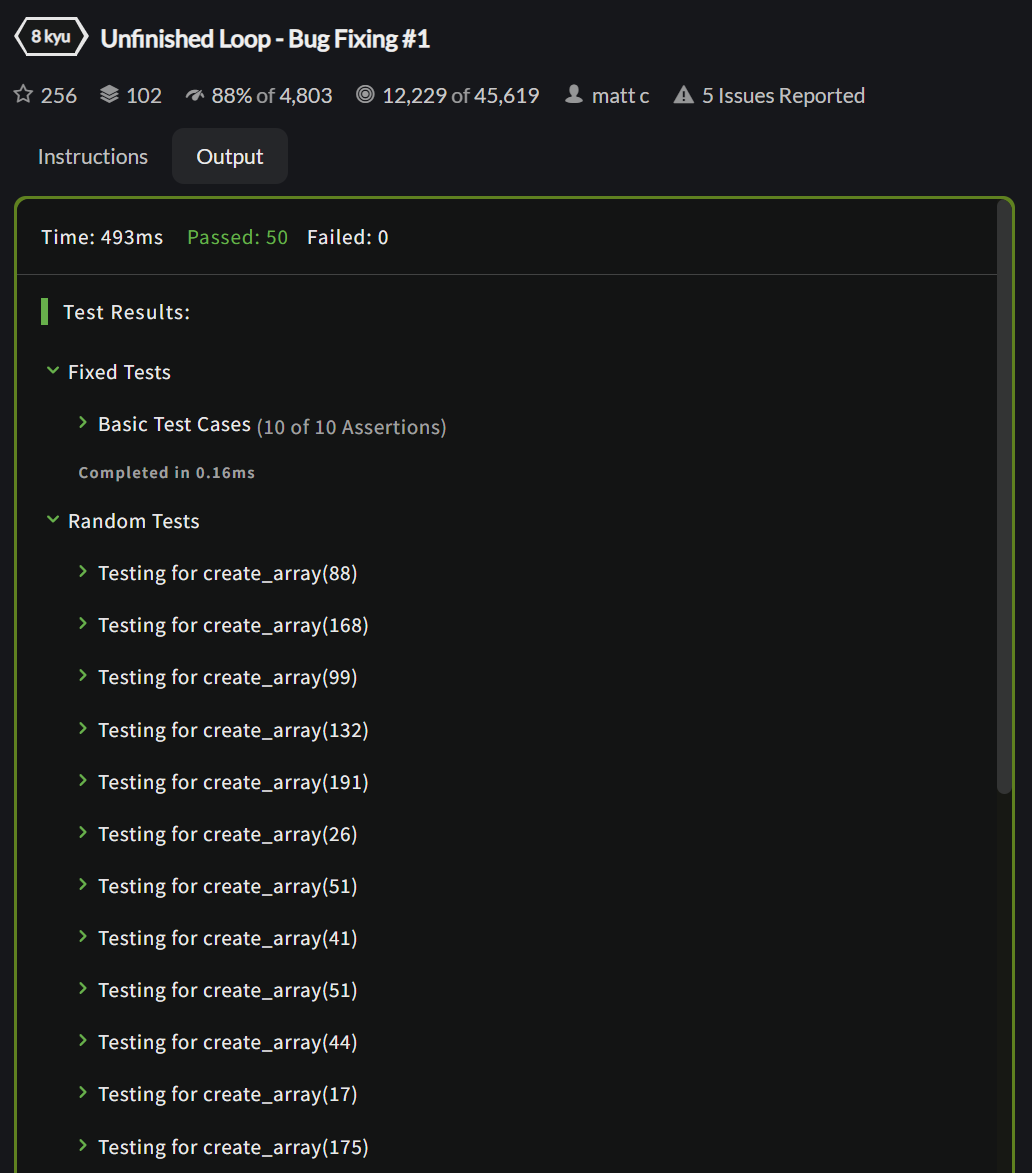 8 kyu Unfinished Loop - Bug Fixing #1
256 102 88% of 4,803 12,229 of 45,619 matt c 5 Issues Reported
Instructions Output
Time: 493ms Passed: 50 Failed: 0
Test Results:
Fixed Tests
Basic Test Cases (10 of 10 Assertions)
Completed in 0.16ms
Random Tests
Testing for create_array(88)
Testing for create_array(168)
Testing for create_array(99)
Testing for create_array(132)
Testing for create_array(191)
Testing for create_array(26)
Testing for create_array(51)
Testing for create_array(41)
Testing for create_array(51)
Testing for create_array(44)
Testing for create_array(17)
Testing for create_array(175)